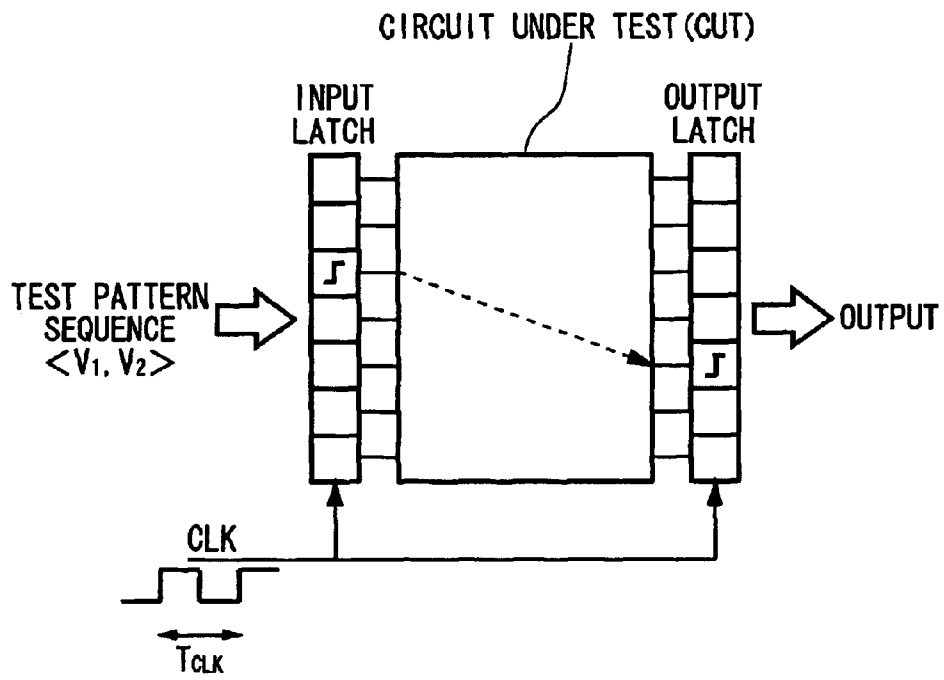 CIRCUIT UNDER TEST(CUT)
INPUT
LATCH
OUTPUT
LATCH
TEST PATTERN
SEQUENCE
<V1, V2>
OUTPUT
CLK
TCLK